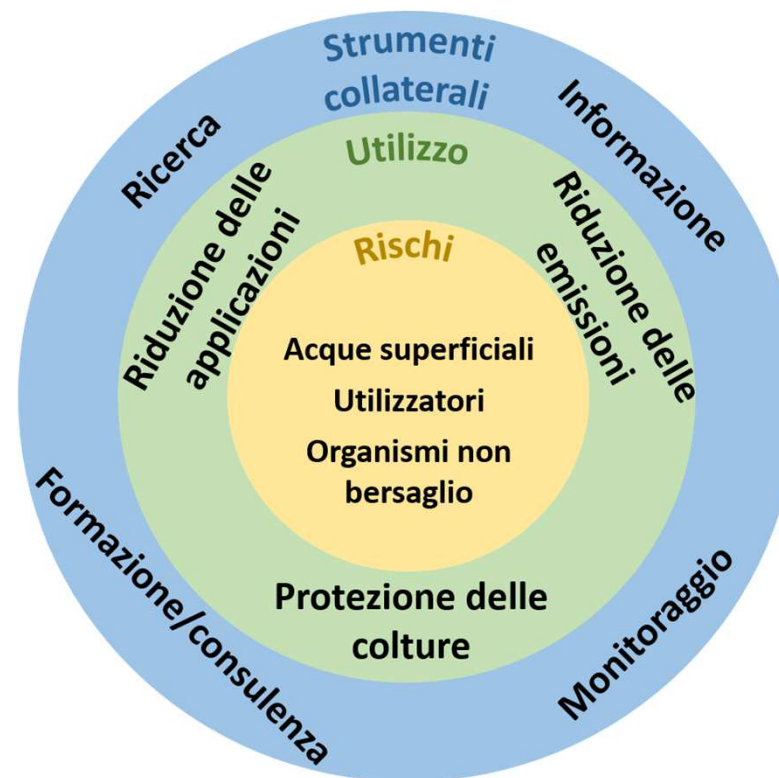 Strumenti
collaterali
Ricerca
Informazione
Utilizzo
Riduzione delle
applicazioni
Riduzione delle
emissioni
Rischi
Acque superficiali
Utilizzatori
Organismi non
bersaglio
Protezione delle
colture
Formazione/consulenza
Monitoraggio